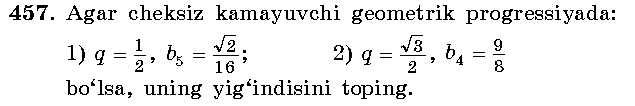 457. Agar cheksiz kamayuvchi geometrik progressiyada:
1) q = 1/2, b₅ = √2/16; 2) q = √3/2, b₄ = 9/8
bo‘lsa, uning yig‘indisini toping.